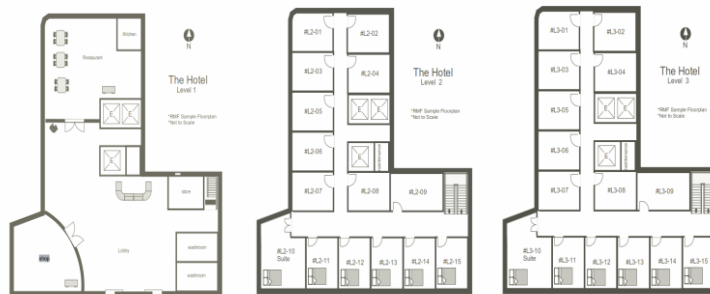 Kitchen
Restaurant
N
The Hotel
Level 1
*RMF Sample Floorplan
*Not to Scale
E
E
store
Lobby
washroom
washroom
#L2-01
#L2-02
#L2-03
#L2-04
N
The Hotel
Level 2
*RMF Sample Floorplan
*Not to Scale
#L2-05
E
E
#L2-06
E
#L2-07
#L2-08
#L2-09
#L2-10
Suite
#L2-11
#L2-12
#L2-13
#L2-14
#L2-15
#L3-01
#L3-02
#L3-03
#L3-04
N
The Hotel
Level 3
*RMF Sample Floorplan
*Not to Scale
#L3-05
E
E
#L3-06
E
#L3-07
#L3-08
#L3-09
#L3-10
Suite
#L3-11
#L3-12
#L3-13
#L3-14
#L3-15